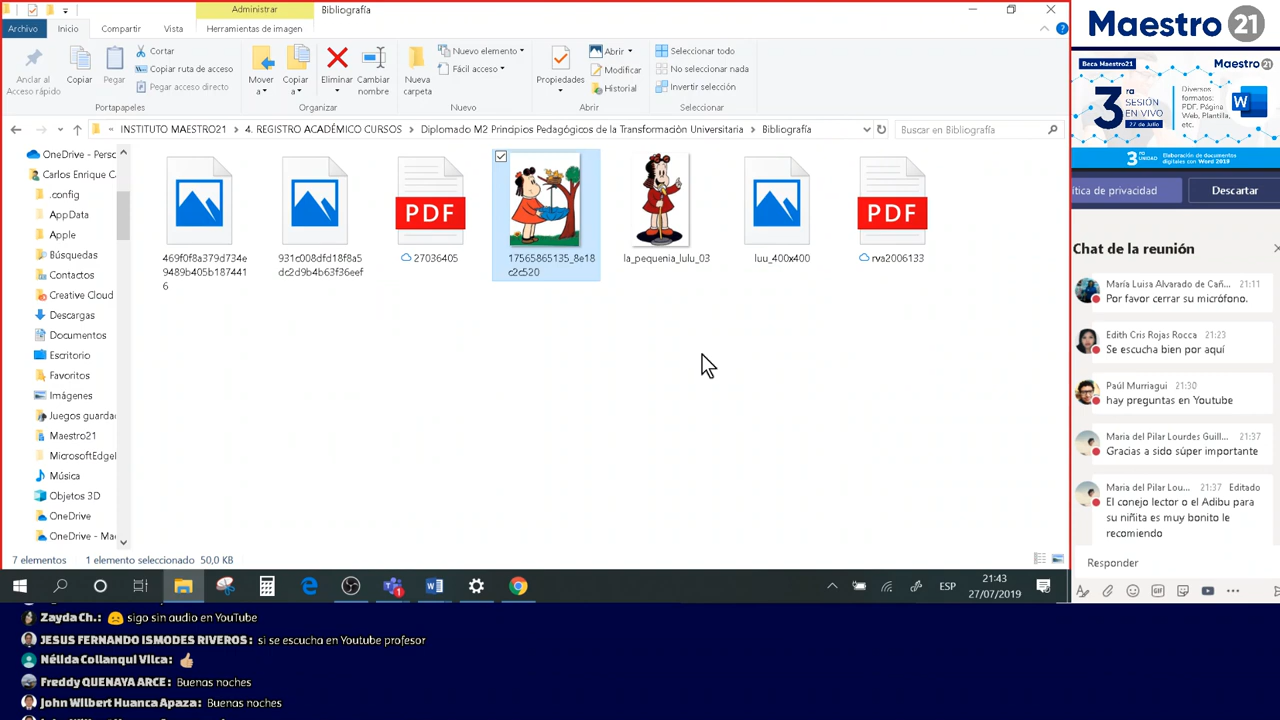 Administrar
Bibliografía
Archivo
Inicio
Compartir
Vista
Herramientas de imagen
Anclar al
Acceso rápido
Copiar
Pegar
Cortar
Copiar ruta de acceso
Pegar acceso directo
Portapapeles
Mover
a
Copiar
a
Eliminar
Cambiar
nombre
Organizar
Nueva
carpeta
Nuevo elemento
Fácil acceso
Nuevo
Propiedades
Abrir
Modificar
Historial
Abrir
Seleccionar todo
No seleccionar nada
Invertir selección
Seleccionar
« INSTITUTO MAESTRO21 > 4. REGISTRO ACADÉMICO CURSOS > Yolando M2 Principios Pedagógicos de la Transformación Universitaria > Bibliografía
Buscar en Bibliografía
OneDrive - Perso
Carlos Enrique C
.config
AppData
Apple
Búsquedas
Contactos
Creative Cloud
Descargas
Documentos
Escritorio
Favoritos
Imágenes
Juegos guarda
Maestro21
MicrosoftEdgeI
Música
Objetos 3D
OneDrive
OneDrive - Ma
469f0f8a379d734e
9489b405b187441
6
931c008dfd18f8a5
dc2d9b4b63f36eef
PDF
27036405
17565865135_8e18
c2c520
la_pequenia_lulu_03
luu_400x400
PDF
rva2006133
7 elementos
1 elemento seleccionado 50,0 KB
ESP
21:43
27/07/2019
Maestro 21
Beca Maestro21
Maestro 21
3ra
SESIÓN
EN VIVO
27 de Julio
Diversos
formatos:
PDF, Página
Web, Plantilla,
etc.
W
3ra
UNIDAD
Elaboración de documentos
digitales con Word 2019
ítica de privacidad
Descartar
Chat de la reunión
María Luisa Alvarado de Cañ... 21:11
Por favor cerrar su micrófono.
Edith Cris Rojas Rocca 21:23
Se escucha bien por aquí
Paúl Murriagui 21:30
hay preguntas en Youtube
Maria del Pilar Lourdes Guill... 21:37
Gracias a sido súper importante
Maria del Pilar Lou... 21:37 Editado
El conejo lector o el Adibu para
su niñita es muy bonito le
recomiendo
Responder
GIF
Zayda Ch.: 🙁 sigo sin audio en YouTube
JESUS FERNANDO ISMODES RIVEROS: si se escucha en Youtube profesor
Nélida Collanqui Vilca: 👍
Freddy QUENAYA ARCE: Buenas noches
John Wilbert Huanca Apaza: Buenas noches